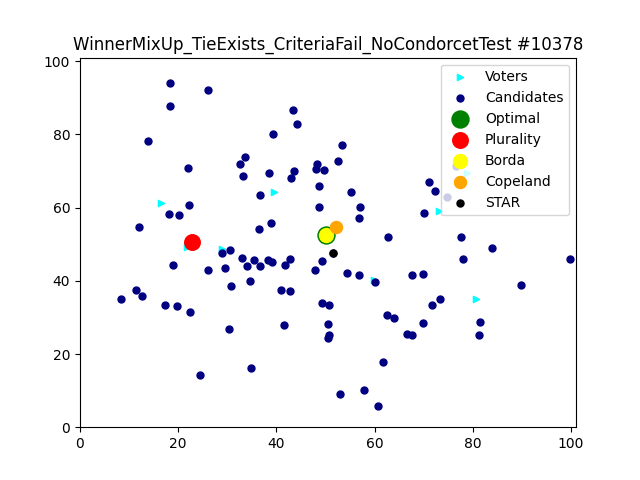 WinnerMixUp_TieExists_CriteriaFail_NoCondorcetTest #10378
100
80
60
40
20
0
0
20
40
60
80
100
Voters
Candidates
Optimal
Plurality
Borda
Copeland
STAR